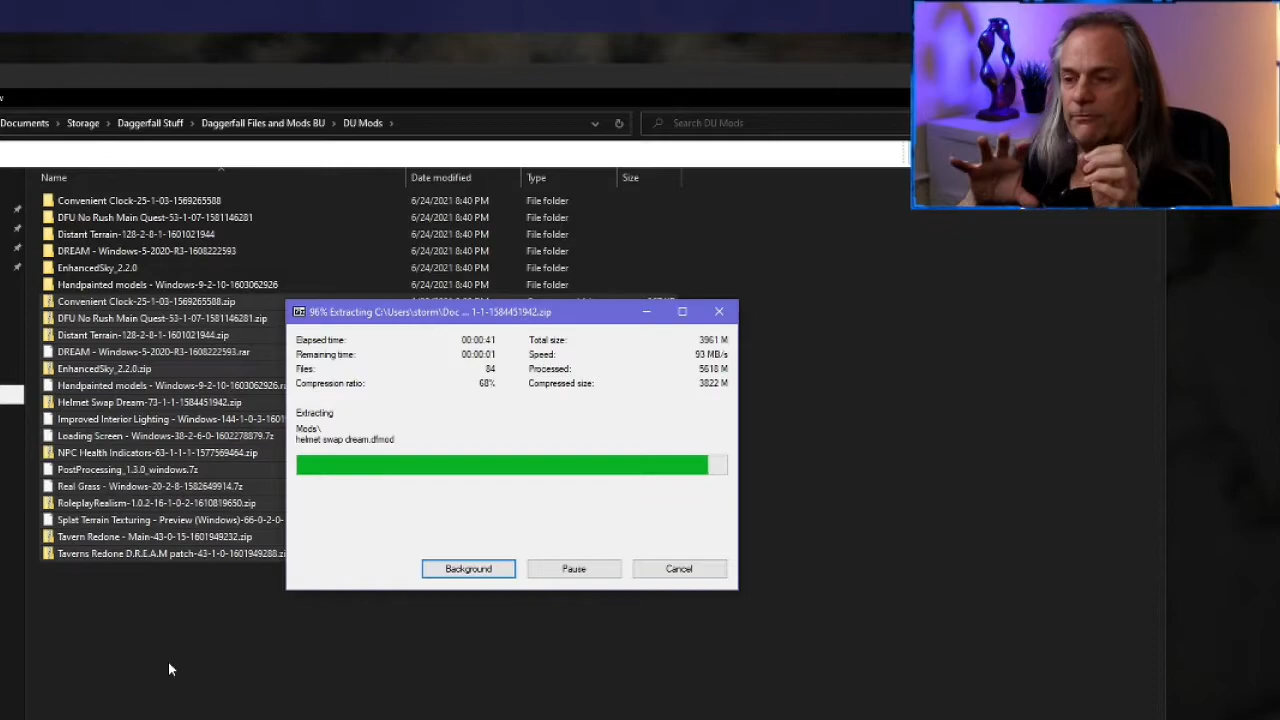 w
Documents > Storage > Daggerfall Stuff > Daggerfall Files and Mods BU > DU Mods >
Search DU Mods
Name Date modified Type Size
Convenient Clock-25-1-03-1569265588 6/24/2021 8:40 PM File folder
DFU No Rush Main Quest-53-1-07-1581146281 6/24/2021 8:40 PM File folder
Distant Terrain-128-2-8-1-1601021944 6/24/2021 8:40 PM File folder
DREAM - Windows-5-2020-R3-1608222593 6/24/2021 8:40 PM File folder
EnhancedSky_2.2.0 6/24/2021 8:40 PM File folder
Handpainted models - Windows-9-2-10-1603062926 6/24/2021 8:40 PM File folder
Convenient Clock-25-1-03-1569265588.zip
DFU No Rush Main Quest-53-1-07-1581146281.zip
Distant Terrain-128-2-8-1-1601021944.zip
DREAM - Windows-5-2020-R3-1608222593.rar
EnhancedSky_2.2.0.zip
Handpainted models - Windows-9-2-10-1603062926.ra
Helmet Swap Dream-73-1-1-1584451942.zip
Improved Interior Lighting - Windows-144-1-0-3-16010
Loading Screen - Windows-38-2-6-0-1602278879.7z
NPC Health Indicators-63-1-1-1-1577569464.zip
PostProcessing_1.3.0_windows.7z
Real Grass - Windows-20-2-8-1582649914.7z
RoleplayRealism-1.0.2-16-1-0-2-1610819650.zip
Splat Terrain Texturing - Preview (Windows)-66-0-2-0-
Tavern Redone - Main-43-0-15-1601949232.zip
Taverns Redone D.R.E.A.M patch-43-1-0-1601949288.zi
96% Extracting C:\Users\storm\Doc ... 1-1-1584451942.zip
Elapsed time: 00:00:41 Total size: 3961 M
Remaining time: 00:00:01 Speed: 93 MB/s
Files: 84 Processed: 5618 M
Compression ratio: 68% Compressed size: 3822 M
Extracting
Mods\
helmet swap dream.dfmod
Background Pause Cancel